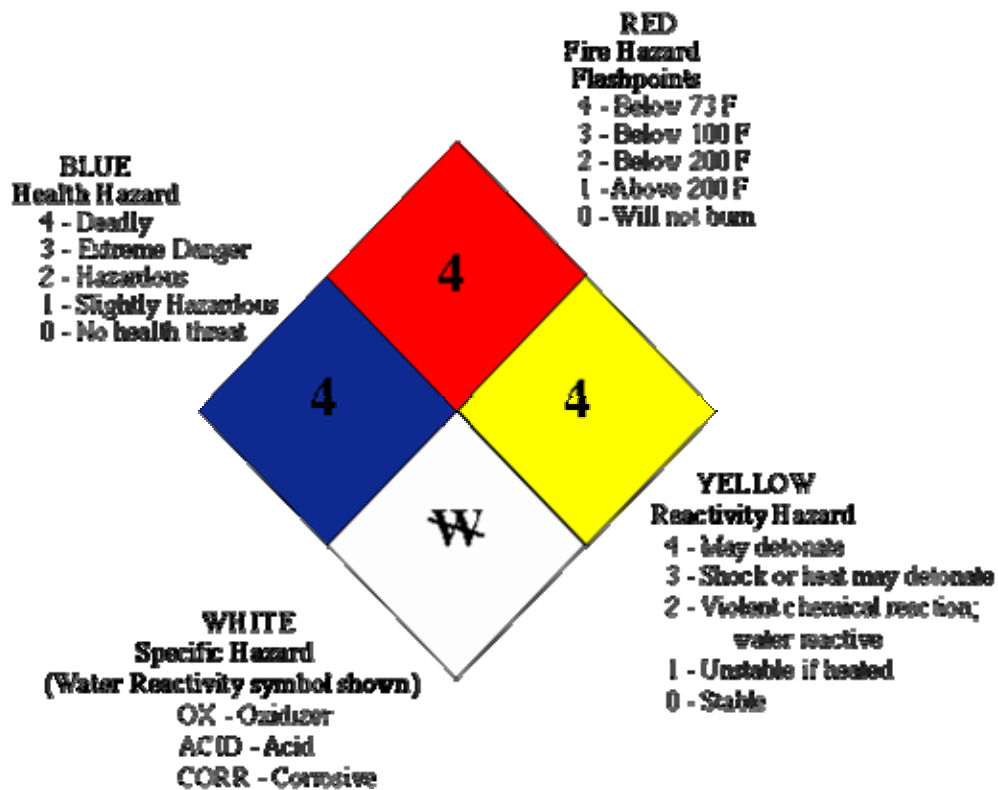 RED
Fire Hazard
Flashpoints
4 - Below 73 F
3 - Below 100 F
2 - Below 200 F
1 - Above 200 F
0 - Will not burn
BLUE
Health Hazard
4 - Deadly
3 - Extreme Danger
2 - Hazardous
1 - Slightly Hazardous
0 - No health threat
4
4
4
W
YELLOW
Reactivity Hazard
4 - May detonate
3 - Shock or heat may detonate
2 - Violent chemical reaction;
water reactive
1 - Unstable if heated
0 - Stable
WHITE
Specific Hazard
(Water Reactivity symbol shown)
OX - Oxidizer
ACID - Acid
CORR - Corrosive